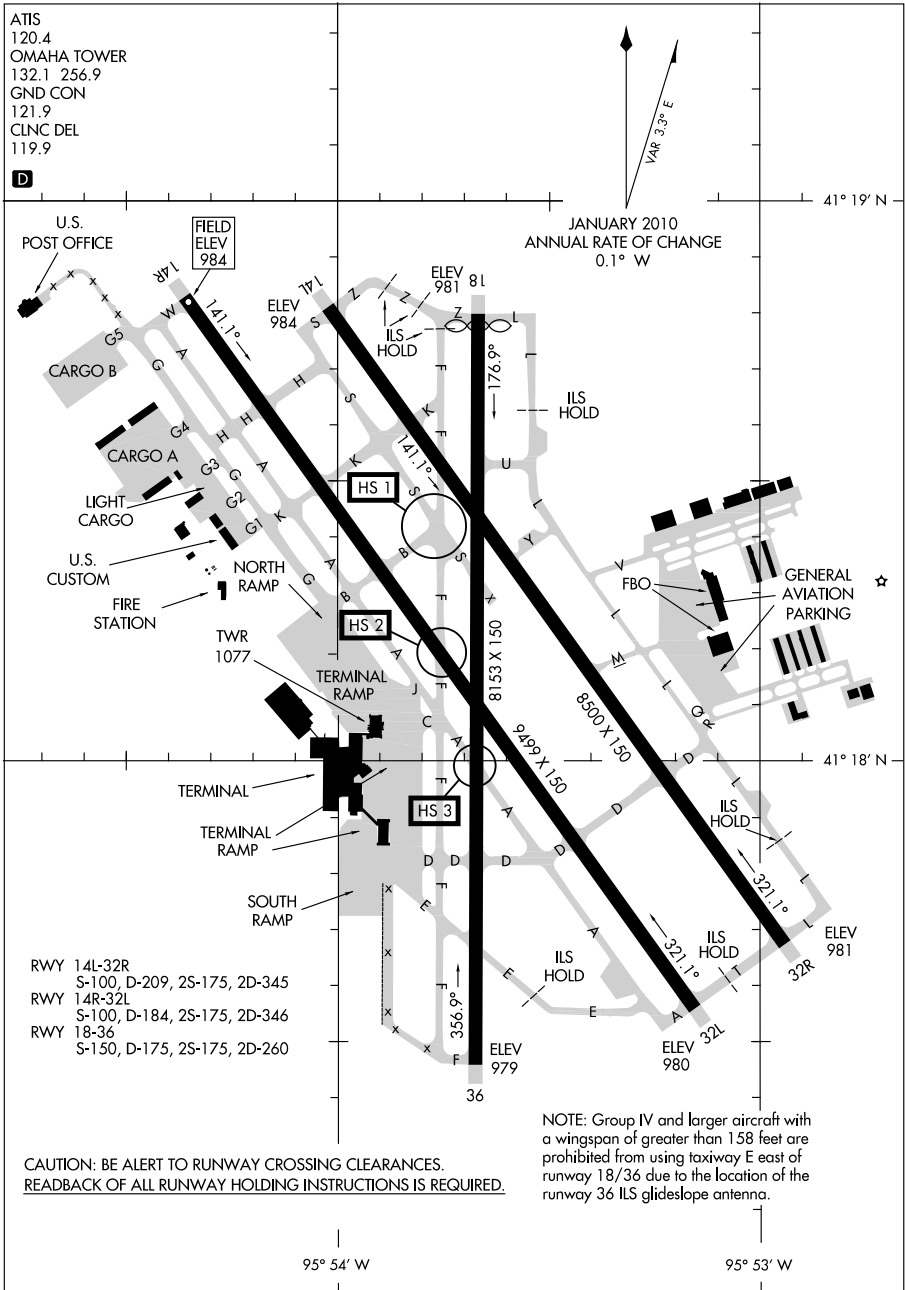 ATIS
120.4
OMAHA TOWER
132.1 256.9
GND CON
121.9
CLNC DEL
119.9
D
VAR 3.3° E
JANUARY 2010
ANNUAL RATE OF CHANGE
0.1° W
41° 19' N
U.S.
POST OFFICE
FIELD
ELEV
984
14R
141.1°
ELEV
984
14L
ELEV
981
18
ILS
HOLD
176.9°
ILS
HOLD
W
A
G5
G
A
S
Z
Z
Z
L
F
L
CARGO B
H
H
H
S
K
F
F
G4
CARGO A
G3
G
A
K
141.1°
U
LIGHT
CARGO
G2
G1
K
HS 1
S
L
Y
U.S.
CUSTOM
A
G
B
B
S
X
F
F
V
FBO
GENERAL
AVIATION
PARKING
FIRE
STATION
NORTH
RAMP
HS 2
TWR
1077
TERMINAL
RAMP
A
J
F
C
A
8153 X 150
L
W1
L
Q
R
8500 X 150
9499 X 150
41° 18' N
TERMINAL
HS 3
F
A
D
D
D
L
ILS
HOLD
TERMINAL
RAMP
D
D
D
F
E
L
SOUTH
RAMP
A
E
E
ILS
HOLD
ILS
HOLD
321.1°
321.1°
T
A
L
32R
ELEV
981
32L
ELEV
980
RWY 14L-32R
S-100, D-209, 2S-175, 2D-345
RWY 14R-32L
S-100, D-184, 2S-175, 2D-346
RWY 18-36
S-150, D-175, 2S-175, 2D-260
356.9°
F
F
ELEV
979
36
NOTE: Group IV and larger aircraft with
a wingspan of greater than 158 feet are
prohibited from using taxiway E east of
runway 18/36 due to the location of the
runway 36 ILS glideslope antenna.
CAUTION: BE ALERT TO RUNWAY CROSSING CLEARANCES.
READBACK OF ALL RUNWAY HOLDING INSTRUCTIONS IS REQUIRED.
95° 54' W
95° 53' W